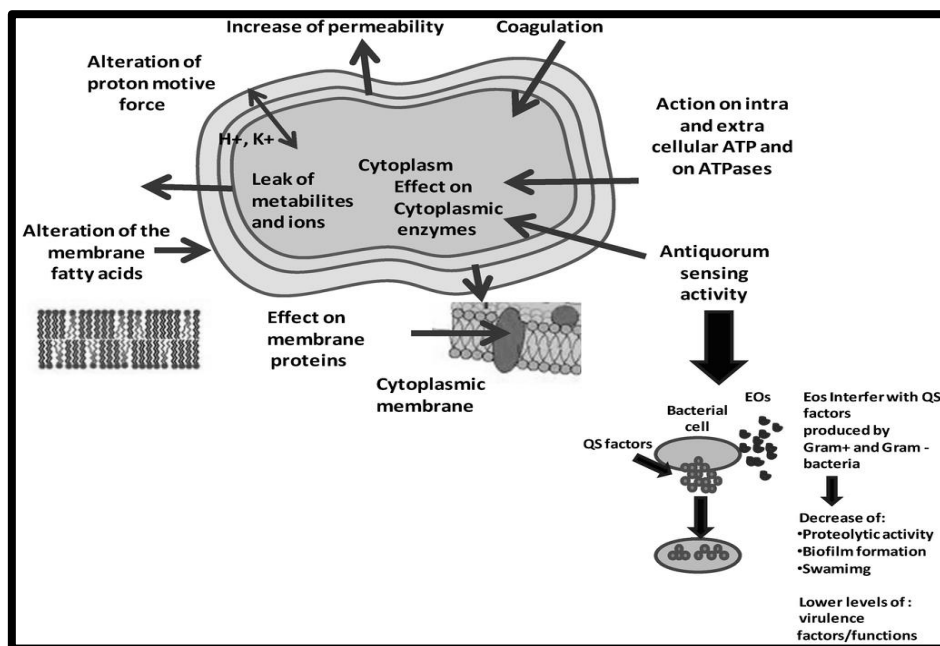 Increase of permeability
Coagulation
Alteration of
proton motive
force
H+, K+
Action on intra
and extra
cellular ATP and
on ATPases
Cytoplasm
Effect on
Cytoplasmic
enzymes
Leak of
metabilites
and ions
Alteration of the
membrane
fatty acids
Antiquorum
sensing
activity
Effect on
membrane
proteins
Cytoplasmic
membrane
EOs
Bacterial
cell
QS factors
Eos Interfer with QS
factors
produced by
Gram+ and Gram -
bacteria
Decrease of:
•Proteolytic activity
•Biofilm formation
•Swamimg
Lower levels of :
virulence
factors/functions